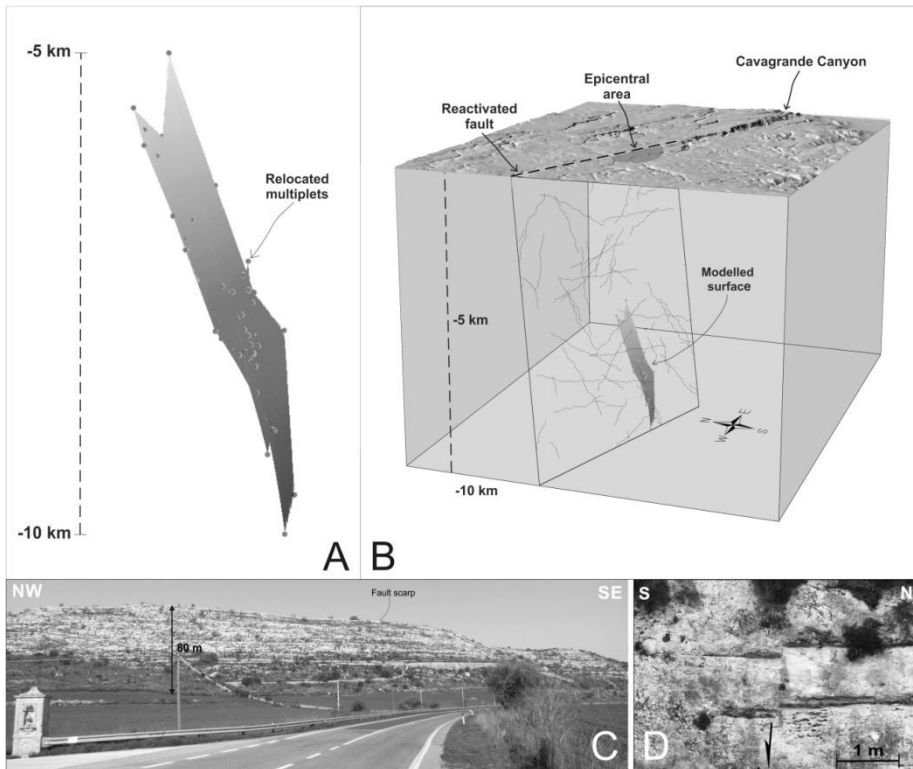 -5 km
Relocated
multiplets
-10 km
A
Cavagrande Canyon
Epicentral
area
Reactivated
fault
Modelled
surface
-5 km
N
E
W
S
-10 km
B
NW
SE
Fault scarp
80 m
C
S
N
1 m
D